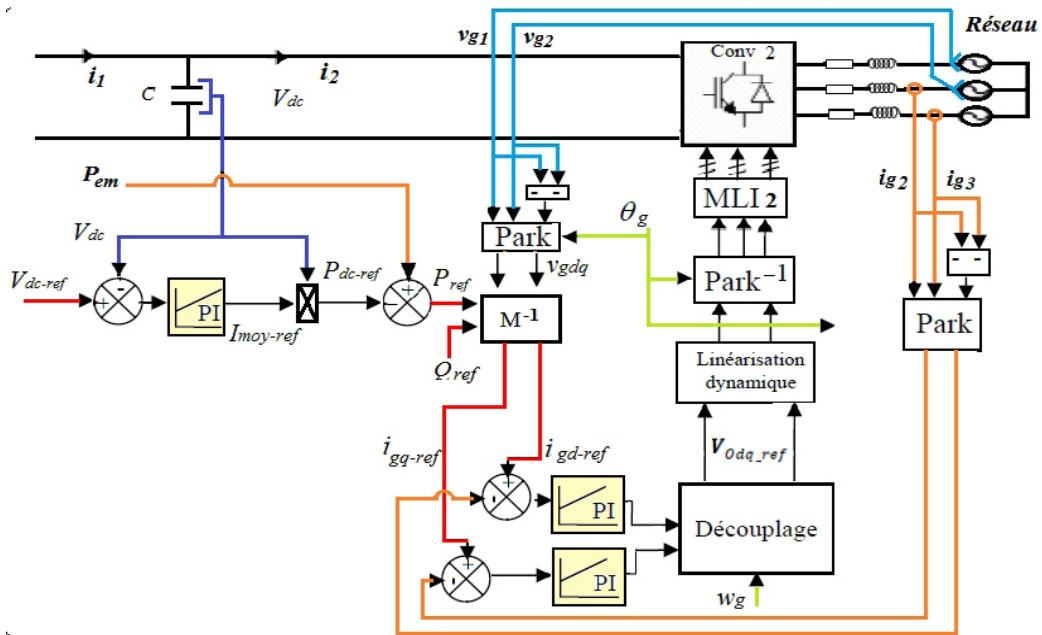 Réseau
vg1
vg2
Conv 2
i1
i2
C
Vdc
Pem
ig2
ig3
MLI 2
- -
- -
θg
Park
vgdq
Vdc
Vdc-ref
+
-
PI
Imoy-ref
Pdc-ref
+
+
Pref
M-1
Q.ref
Park-1
Park
Linéarisation
dynamique
V0dq_ref
igq-ref
igd-ref
+
-
PI
Découplage
+
-
PI
wg